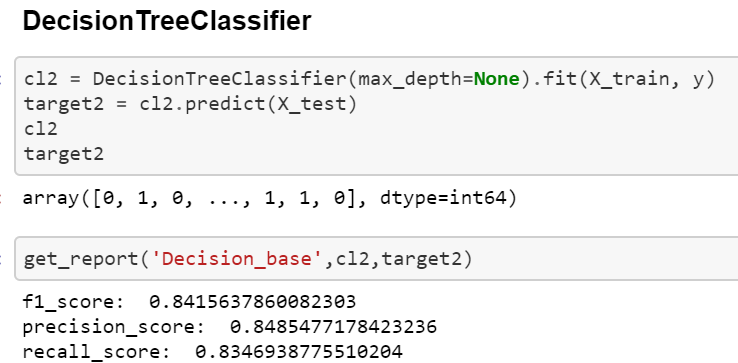 DecisionTreeClassifier
cl2 = DecisionTreeClassifier(max_depth=None).fit(X_train, y)
target2 = cl2.predict(X_test)
cl2
target2
array([0, 1, 0, ..., 1, 1, 0], dtype=int64)
get_report('Decision_base',cl2,target2)
f1_score:  0.8415637860082303
precision_score:  0.8485477178423236
recall_score:  0.8346938775510204